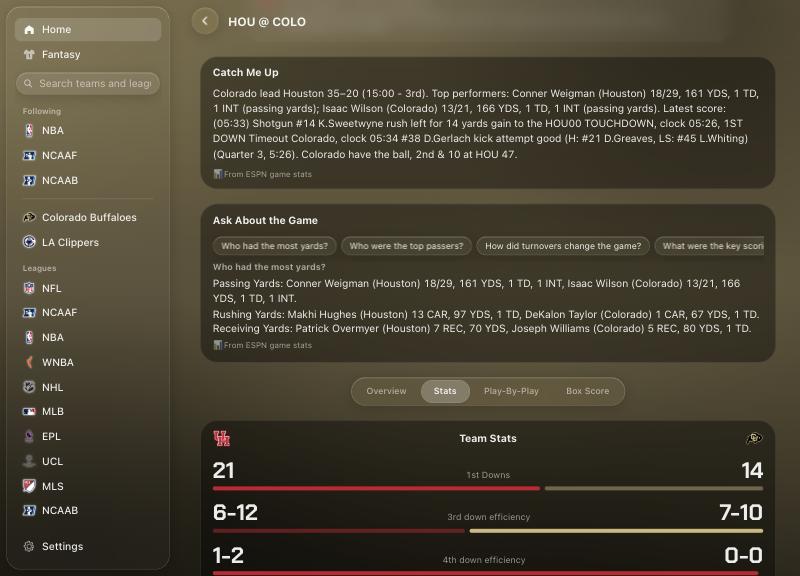 Home
Fantasy
Search teams and leagu
Following
NBA
NCAAF
NCAAB
Colorado Buffaloes
LA Clippers
Leagues
NFL
NCAAF
NBA
WNBA
NHL
MLB
EPL
UCL
MLS
NCAAB
Settings
HOU @ COLO
Catch Me Up
Colorado lead Houston 35–20 (15:00 - 3rd). Top performers: Conner Weigman (Houston) 18/29, 161 YDS, 1 TD,
1 INT (passing yards); Isaac Wilson (Colorado) 13/21, 166 YDS, 1 TD, 1 INT (passing yards). Latest score:
(05:33) Shotgun #14 K.Sweetwyne rush left for 14 yards gain to the HOU00 TOUCHDOWN, clock 05:26, 1ST
DOWN Timeout Colorado, clock 05:34 #38 D.Gerlach kick attempt good (H: #21 D.Greaves, LS: #45 L.Whiting)
(Quarter 3, 5:26). Colorado have the ball, 2nd & 10 at HOU 47.
From ESPN game stats
Ask About the Game
Who had the most yards? Who were the top passers? How did turnovers change the game? What were the key scori
Who had the most yards?
Passing Yards: Conner Weigman (Houston) 18/29, 161 YDS, 1 TD, 1 INT, Isaac Wilson (Colorado) 13/21, 166
YDS, 1 TD, 1 INT.
Rushing Yards: Makhi Hughes (Houston) 13 CAR, 97 YDS, 1 TD, DeKalon Taylor (Colorado) 1 CAR, 67 YDS, 1 TD.
Receiving Yards: Patrick Overmyer (Houston) 7 REC, 70 YDS, Joseph Williams (Colorado) 5 REC, 80 YDS, 1 TD.
From ESPN game stats
Overview Stats Play-By-Play Box Score
Team Stats
21 1st Downs 14
6-12 3rd down efficiency 7-10
1-2 4th down efficiency 0-0